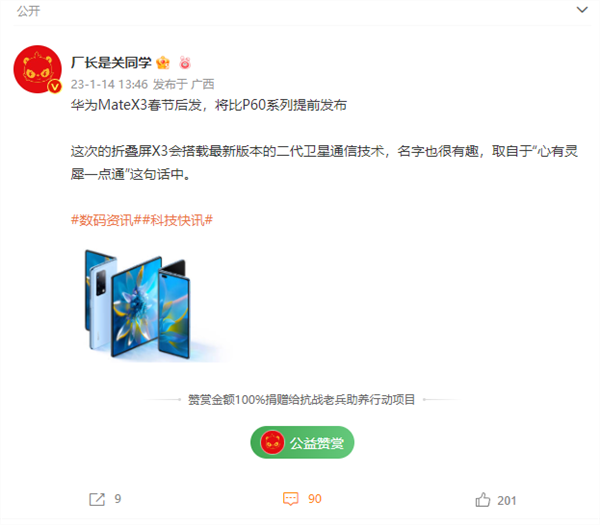 公开
厂长是关同学
23-1-14 13:46 发布于 广西
华为MateX3春节后发，将比P60系列提前发布
这次的折叠屏X3会搭载最新版本的二代卫星通信技术，名字也很有趣，取自于“心有灵
犀一点通”这句话中。
#数码资讯##科技快讯#
赞赏金额100%捐赠给抗战老兵助养行动项目
公益赞赏
9 90 201